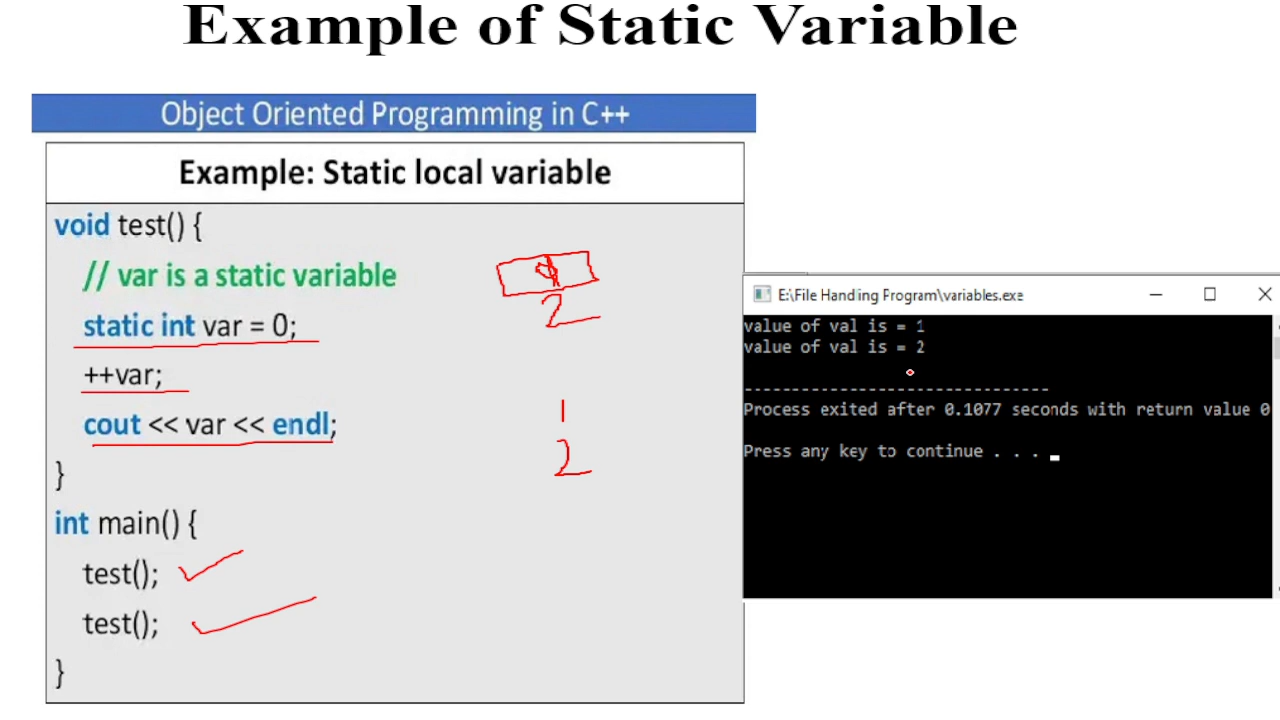 Example of Static Variable
Object Oriented Programming in C++
Example: Static local variable
void test() {
// var is a static variable
static int var = 0;
++var;
cout << var << endl;
}
int main() {
test();
test();
}
2
1
2
E:\File Handling Program\variables.exe
value of val is = 1
value of val is = 2
--------------------------------
Process exited after 0.1077 seconds with return value 0
Press any key to continue . . .